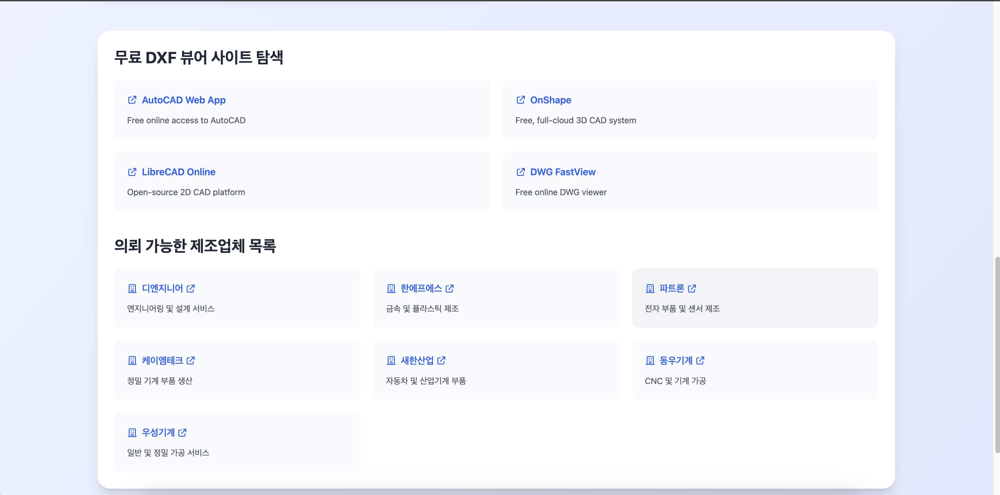 무료 DXF 뷰어 사이트 탐색
AutoCAD Web App
Free online access to AutoCAD
OnShape
Free, full-cloud 3D CAD system
LibreCAD Online
Open-source 2D CAD platform
DWG FastView
Free online DWG viewer
의뢰 가능한 제조업체 목록
디엔지니어
엔지니어링 및 설계 서비스
한에프에스
금속 및 플라스틱 제조
파트론
전자 부품 및 센서 제조
케이엠테크
정밀 기계 부품 생산
새한산업
자동차 및 산업기계 부품
동우기계
CNC 및 기계 가공
우성기계
일반 및 정밀 가공 서비스